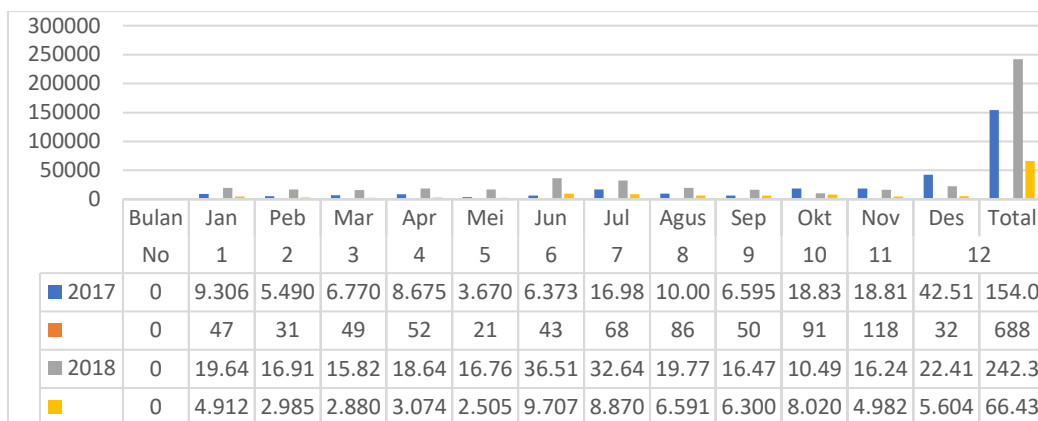 300000
250000
200000
150000
100000
50000
0
Bulan Jan Peb Mar Apr Mei Jun Jul Agus Sep Okt Nov Des Total
No 1 2 3 4 5 6 7 8 9 10 11 12
2017 0 9.306 5.490 6.770 8.675 3.670 6.373 16.98 10.00 6.595 18.83 18.81 42.51 154.0
0 47 31 49 52 21 43 68 86 50 91 118 32 688
2018 0 19.64 16.91 15.82 18.64 16.76 36.51 32.64 19.77 16.47 10.49 16.24 22.41 242.3
0 4.912 2.985 2.880 3.074 2.505 9.707 8.870 6.591 6.300 8.020 4.982 5.604 66.43